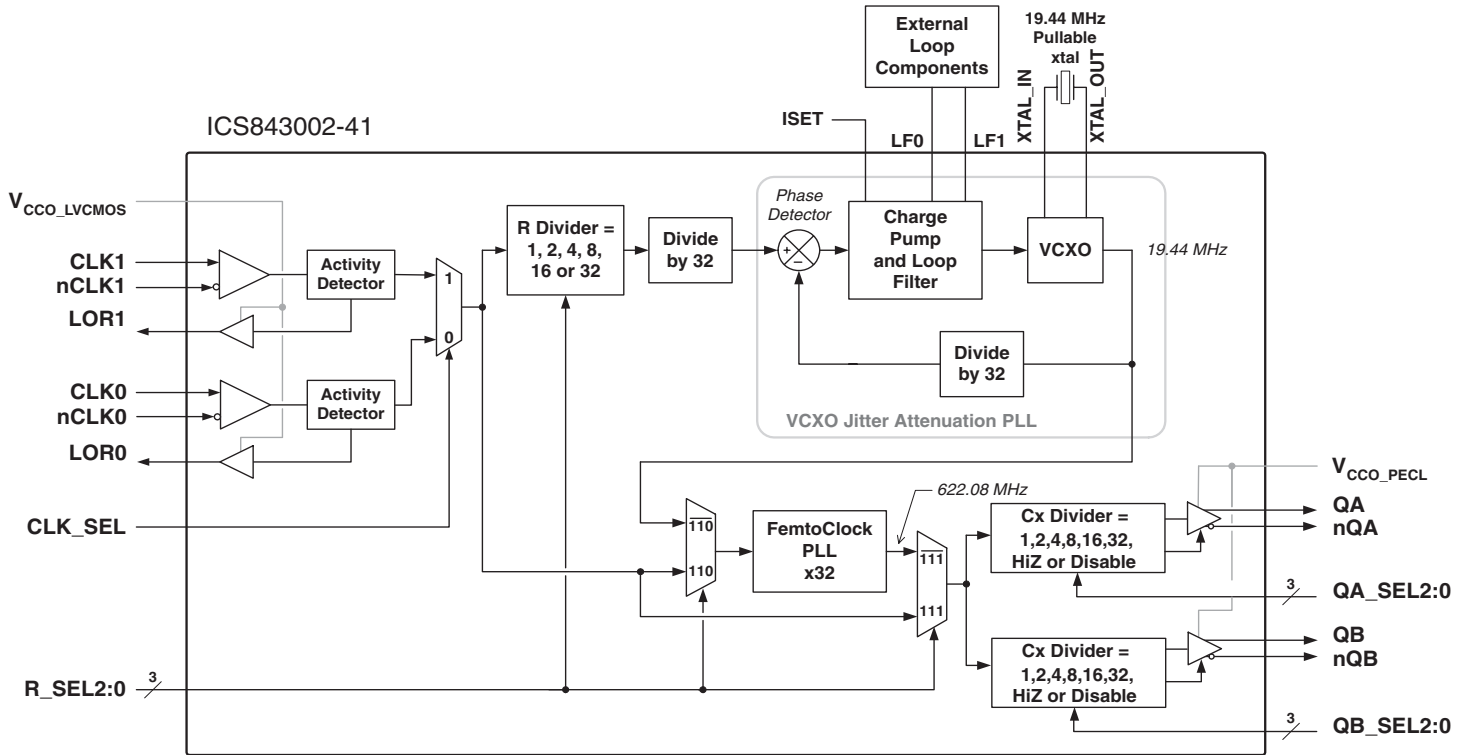 External
Loop
Components
19.44 MHz
Pullable
xtal
XTAL_IN
XTAL_OUT
ICS843002-41
ISET
LF0
LF1
VCCO_LVCMOS
CLK1
nCLK1
LOR1
CLK0
nCLK0
LOR0
CLK_SEL
R_SEL2:0
3
Activity
Detector
Activity
Detector
1
0
R Divider =
1, 2, 4, 8,
16 or 32
Divide
by 32
Phase
Detector
+
−
Charge
Pump
and Loop
Filter
VCXO
19.44 MHz
Divide
by 32
VCXO Jitter Attenuation PLL
110
110
FemtoClock
PLL
x32
622.08 MHz
111
111
Cx Divider =
1,2,4,8,16,32,
HiZ or Disable
Cx Divider =
1,2,4,8,16,32,
HiZ or Disable
VCCO_PECL
QA
nQA
3
QA_SEL2:0
QB
nQB
3
QB_SEL2:0